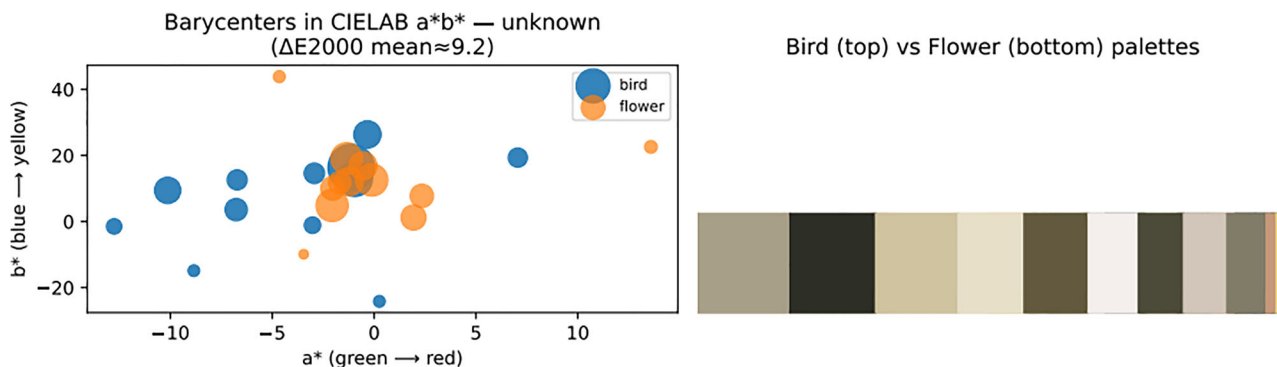 Barycenters in CIELAB a*b* — unknown
(ΔE2000 mean≈9.2)
Bird (top) vs Flower (bottom) palettes
bird
flower
b* (blue ⟶ yellow)
40
20
0
−20
−10
−5
0
5
10
a* (green ⟶ red)